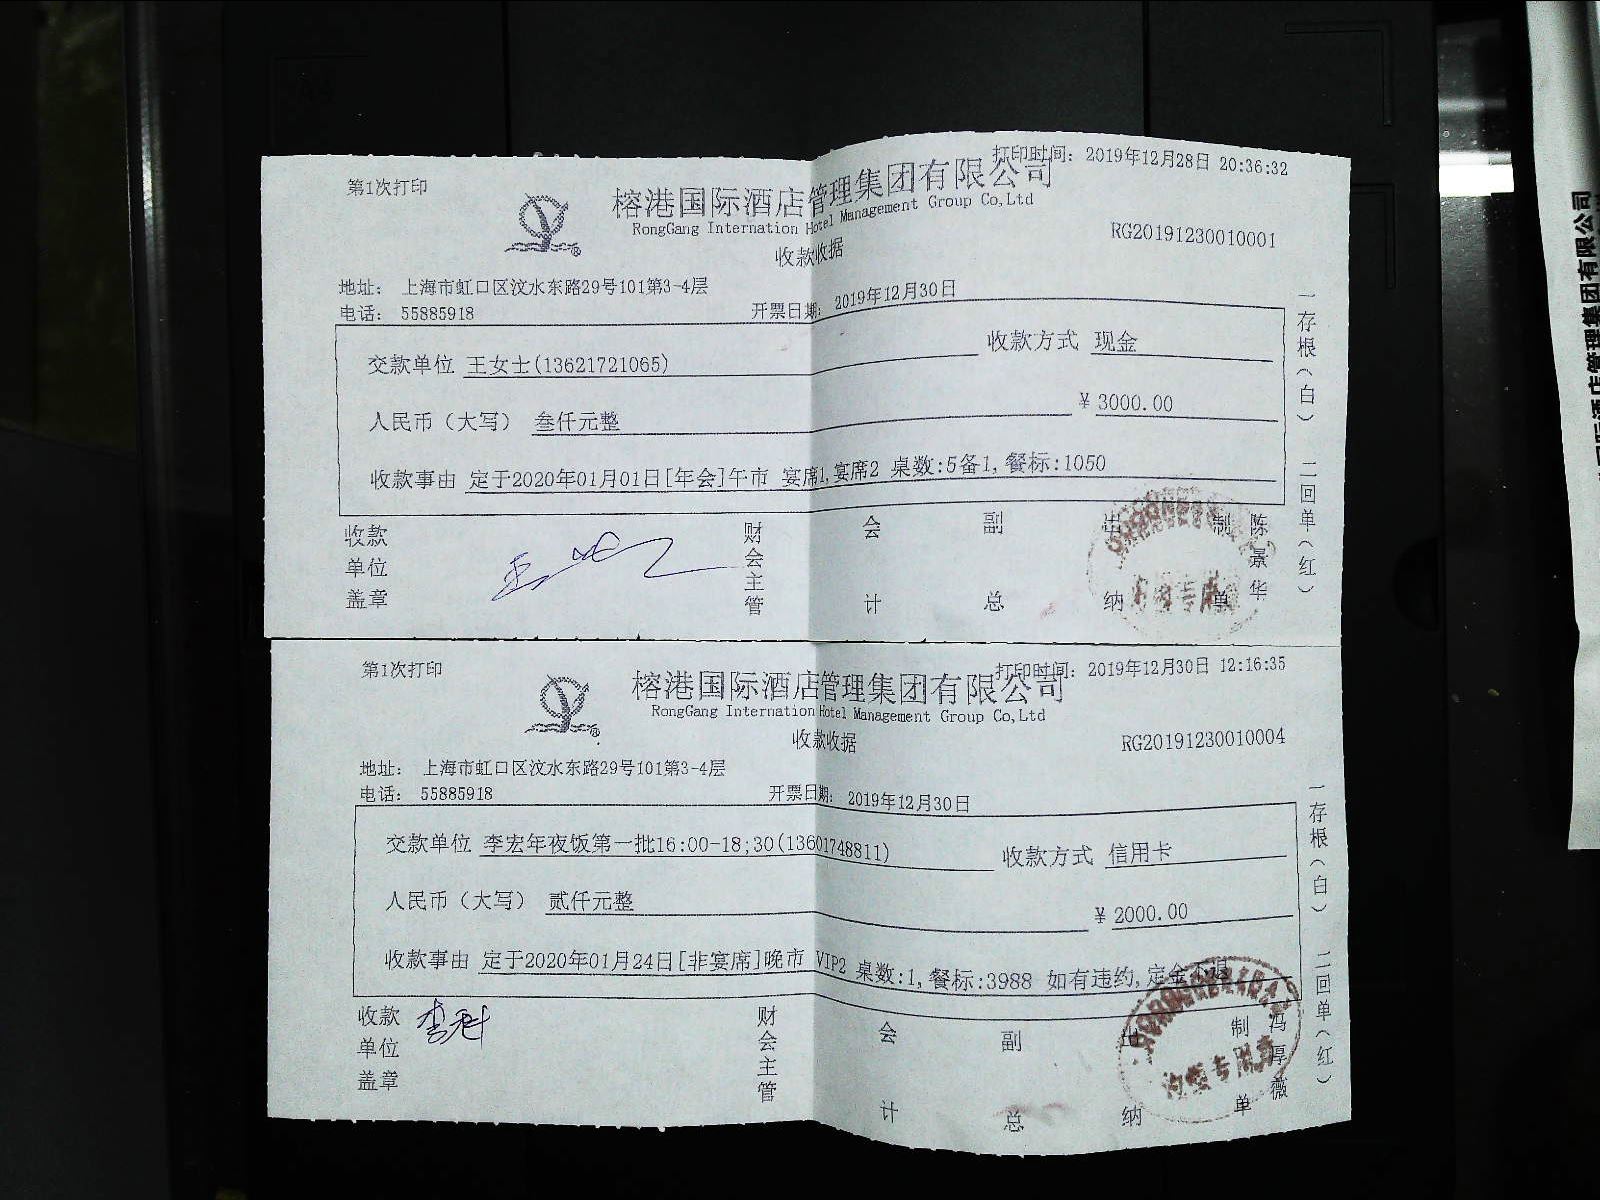 第1次打印
打印时间: 2019年12月28日 20:36:32
榕港国际酒店管理集团有限公司
RongGang Internation Hotel Management Group Co,Ltd
收款收据
RG20191230010001
地址: 上海市虹口区汶水东路29号101第3-4层
电话: 55885918
开票日期: 2019年12月30日
交款单位 王女士(13621721065) 收款方式 现金
人民币(大写) 叁仟元整 ¥ 3000.00
收款事由 定于2020年01月01日[年会]午市 宴席1,宴席2 桌数:5备1,餐标:1050
收款单位盖章 财会主管 会计 副总 出纳 制单 陈景华
一存根(白) 二回单(红)
第1次打印
打印时间: 2019年12月30日 12:16:35
榕港国际酒店管理集团有限公司
RongGang Internation Hotel Management Group Co,Ltd
收款收据
RG20191230010004
地址: 上海市虹口区汶水东路29号101第3-4层
电话: 55885918
开票日期: 2019年12月30日
交款单位 李宏年夜饭第一批16:00-18;30(13601748811) 收款方式 信用卡
人民币(大写) 贰仟元整 ¥ 2000.00
收款事由 定于2020年01月24日[非宴席]晚市 VIP2 桌数:1,餐标:3988 如有违约,定金不退
收款单位盖章 财会主管 会计 副总 出纳 制单 冯厚薇
一存根(白) 二回单(红)
酒店管理集团有限公司